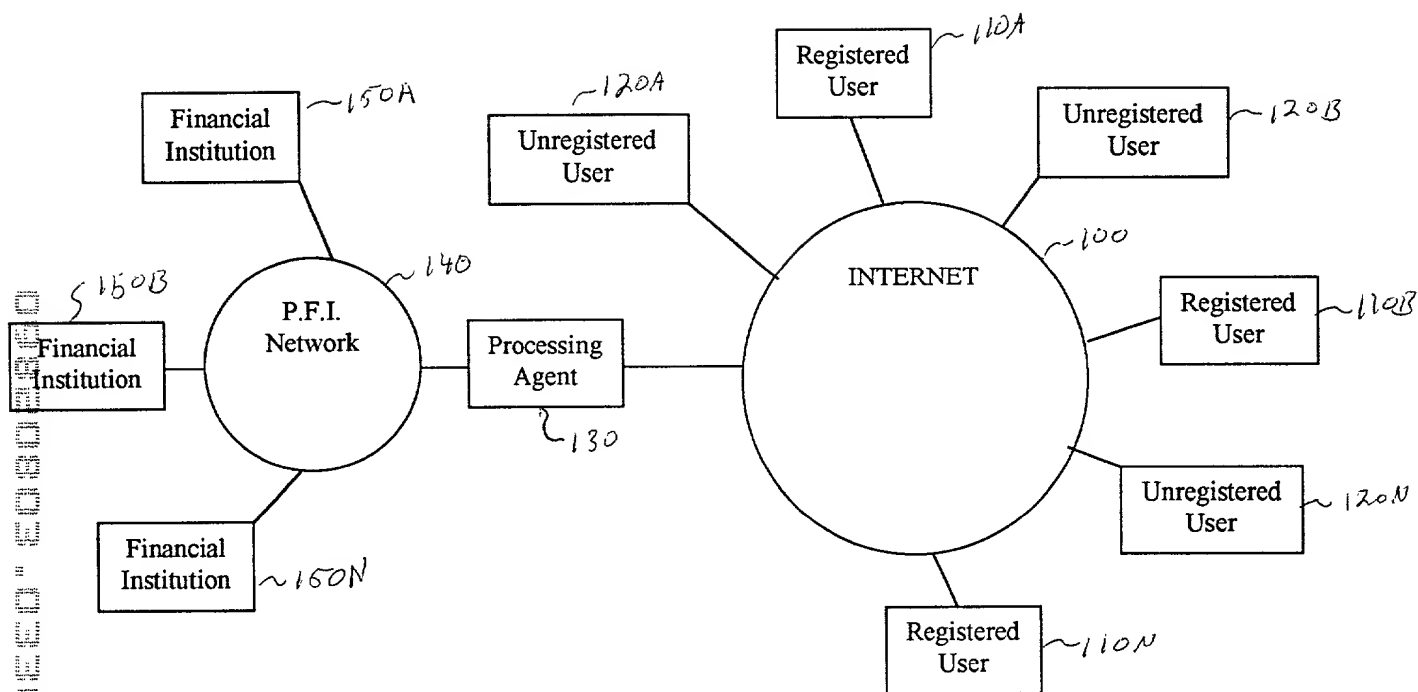 110A
Registered
User
150A
120A
Financial
Institution
Unregistered
User
Unregistered
User
120B
100
140
INTERNET
150B
P.F.I.
Network
Registered
User
110B
Financial
Institution
Processing
Agent
130
Unregistered
User
120N
Financial
Institution
150N
Registered
User
110N